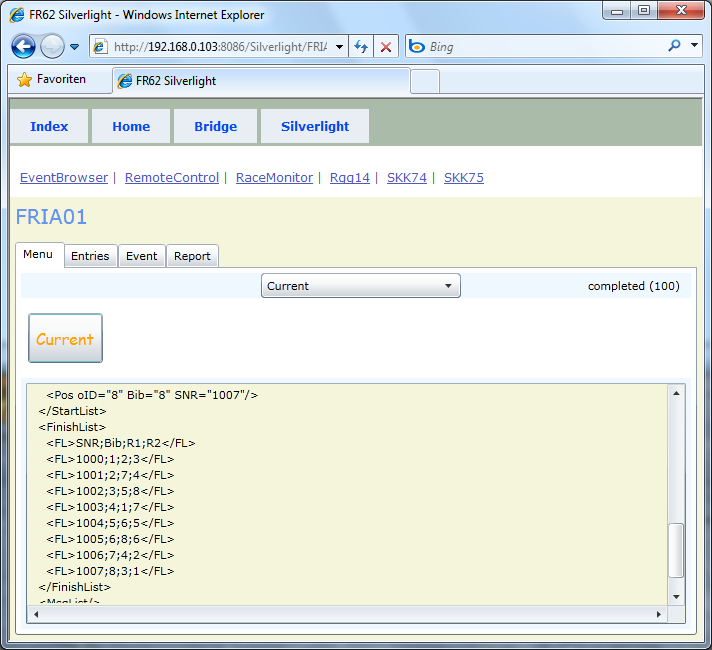 FR62 Silverlight - Windows Internet Explorer
http://192.168.0.103:8086/Silverlight/FRIA
Bing
Favoriten
FR62 Silverlight
Index Home Bridge Silverlight
EventBrowser | RemoteControl | RaceMonitor | Rgg14 | SKK74 | SKK75
FRIA01
Menu Entries Event Report
Current completed (100)
Current
<Pos oID="8" Bib="8" SNR="1007"/>
</StartList>
<FinishList>
<FL>SNR;Bib;R1;R2</FL>
<FL>1000;1;2;3</FL>
<FL>1001;2;7;4</FL>
<FL>1002;3;5;8</FL>
<FL>1003;4;1;7</FL>
<FL>1004;5;6;5</FL>
<FL>1005;6;8;6</FL>
<FL>1006;7;4;2</FL>
<FL>1007;8;3;1</FL>
</FinishList>
<MsgList/>